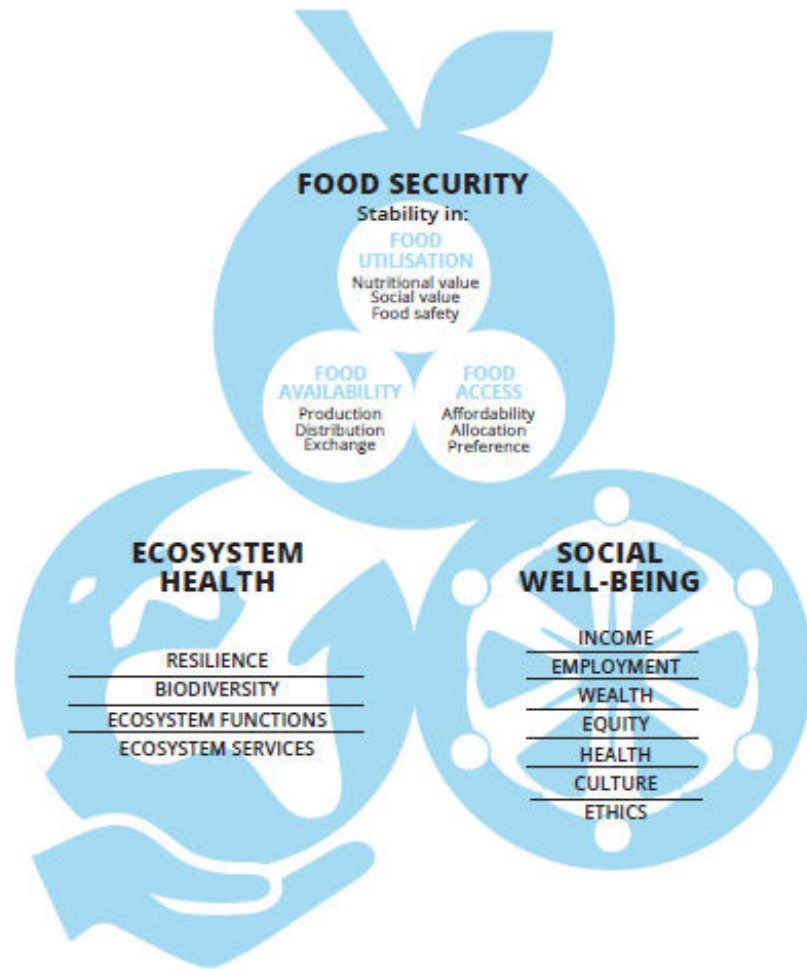 FOOD SECURITY
Stability in:
FOOD
UTILISATION
Nutritional value
Social value
Food safety
FOOD
AVAILABILITY
Production
Distribution
Exchange
FOOD
ACCESS
Affordability
Allocation
Preference
ECOSYSTEM
HEALTH
RESILIENCE
BIODIVERSITY
ECOSYSTEM FUNCTIONS
ECOSYSTEM SERVICES
SOCIAL
WELL-BEING
INCOME
EMPLOYMENT
WEALTH
EQUITY
HEALTH
CULTURE
ETHICS